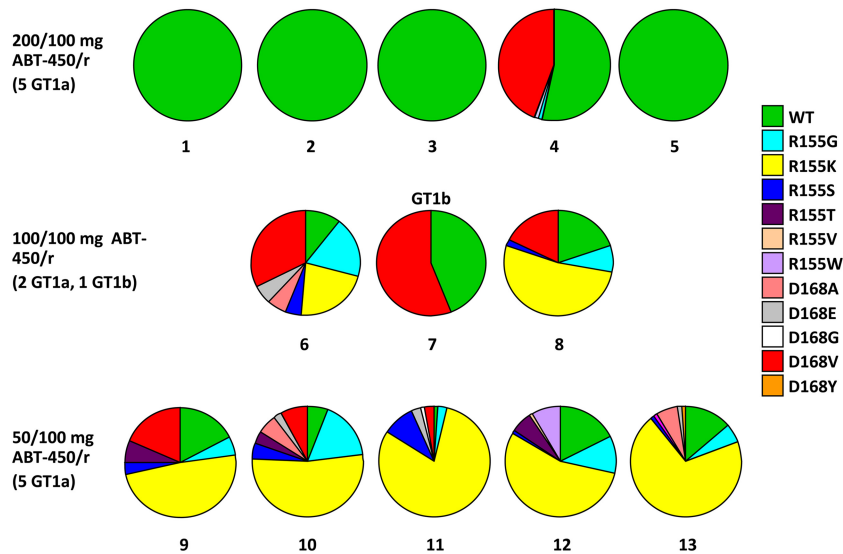 200/100 mg
ABT-450/r
(5 GT1a)
1
2
3
4
5
WT
R155G
R155K
R155S
R155T
R155V
R155W
D168A
D168E
D168G
D168V
D168Y
GT1b
100/100 mg ABT-
450/r
(2 GT1a, 1 GT1b)
6
7
8
50/100 mg
ABT-450/r
(5 GT1a)
9
10
11
12
13